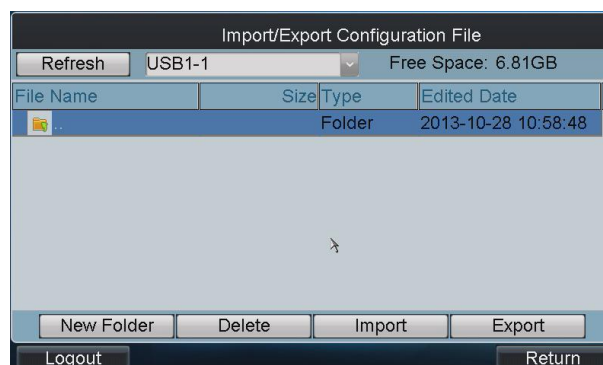 Import/Export Configuration File
Refresh USB1-1 Free Space: 6.81GB
File Name Size Type Edited Date
.. Folder 2013-10-28 10:58:48
New Folder Delete Import Export
Logout Return